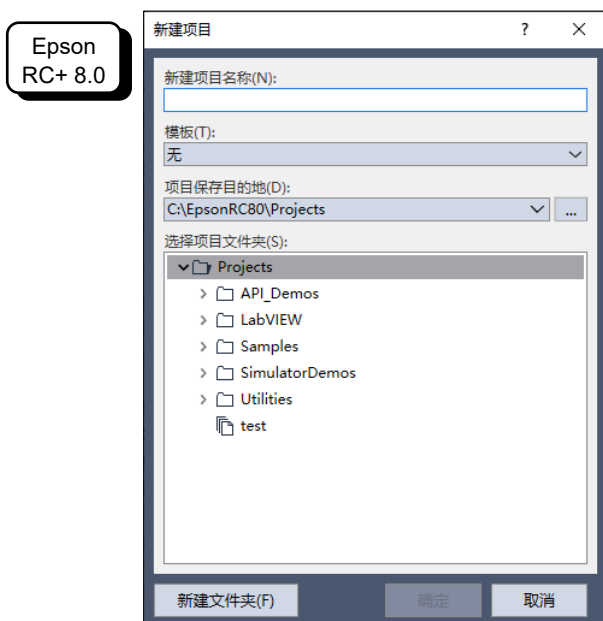 Epson
RC+ 8.0
新建项目
?
新建项目名称(N):
模板(T):
无
项目保存目的地(D):
C:\EpsonRC80\Projects
...
选择项目文件夹(S):
Projects
API_Demos
LabVIEW
Samples
SimulatorDemos
Utilities
test
新建文件夹(F)
确定
取消